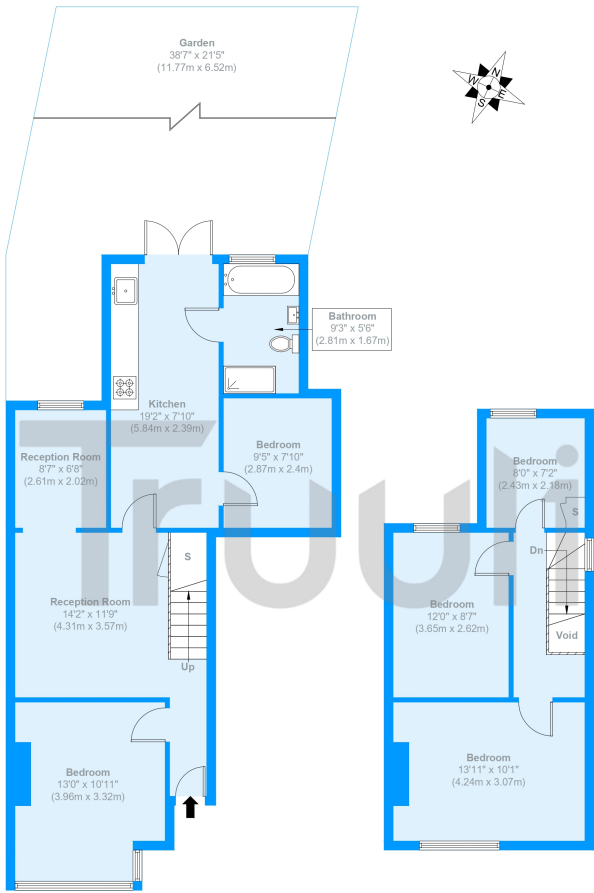 Garden
38'7" x 21'5"
(11.77m x 6.52m)
N
W
E
S
Bathroom
9'3" x 5'6"
(2.81m x 1.67m)
Kitchen
19'2" x 7'10"
(5.84m x 2.39m)
Bedroom
9'5" x 7'10"
(2.87m x 2.4m)
Reception Room
8'7" x 6'8"
(2.61m x 2.02m)
Bedroom
8'0" x 7'2"
(2.43m x 2.18m)
S
Truuli
Dn
S
Reception Room
14'2" x 11'9"
(4.31m x 3.57m)
Up
Bedroom
12'0" x 8'7"
(3.65m x 2.62m)
Void
Bedroom
13'0" x 10'11"
(3.96m x 3.32m)
Bedroom
13'11" x 10'1"
(4.24m x 3.07m)